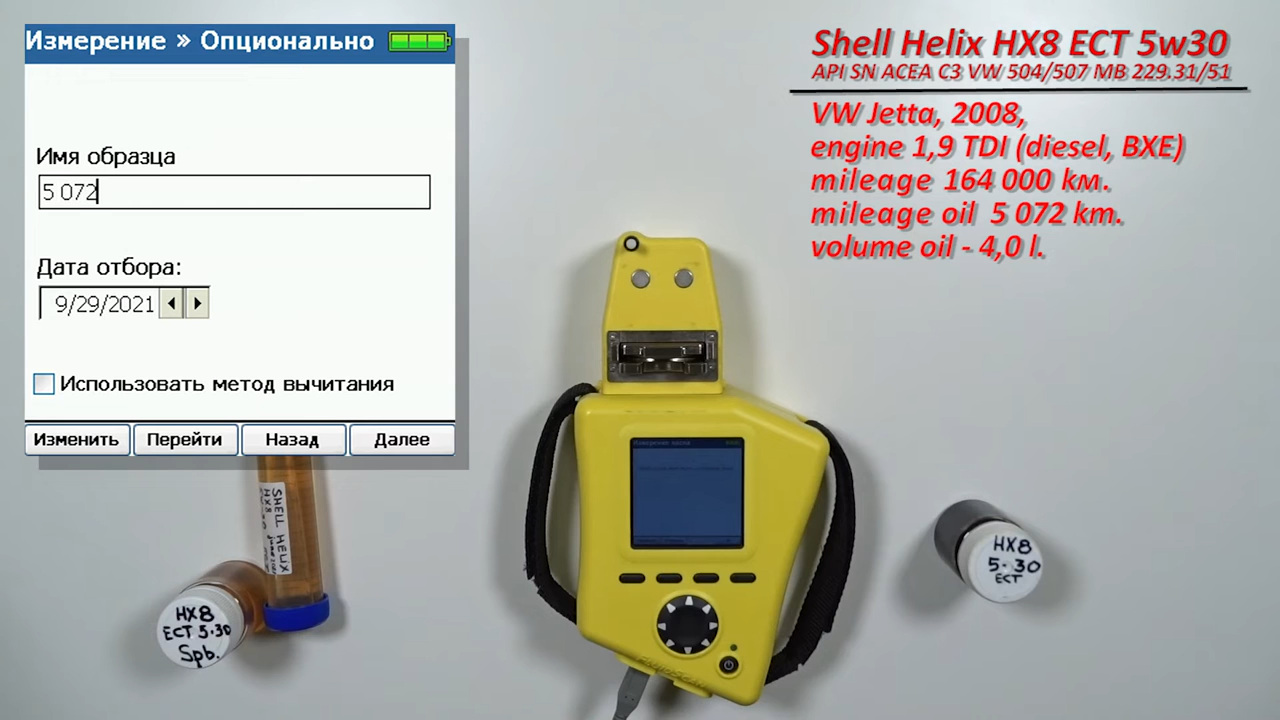 Измерение » Опционально
Имя образца
5 072
Дата отбора:
9/29/2021
Использовать метод вычитания
Изменить
Перейти
Назад
Далее
Shell Helix HX8 ECT 5w30
API SN ACEA C3 VW 504/507 MB 229.31/51
VW Jetta, 2008,
engine 1,9 TDI (diesel, BXE)
mileage 164 000 км.
mileage oil 5 072 km.
volume oil - 4,0 l.
SHELL HELIX
HX8
HX8
ECT 5.30
Spb.
HX8
5.30
ECT